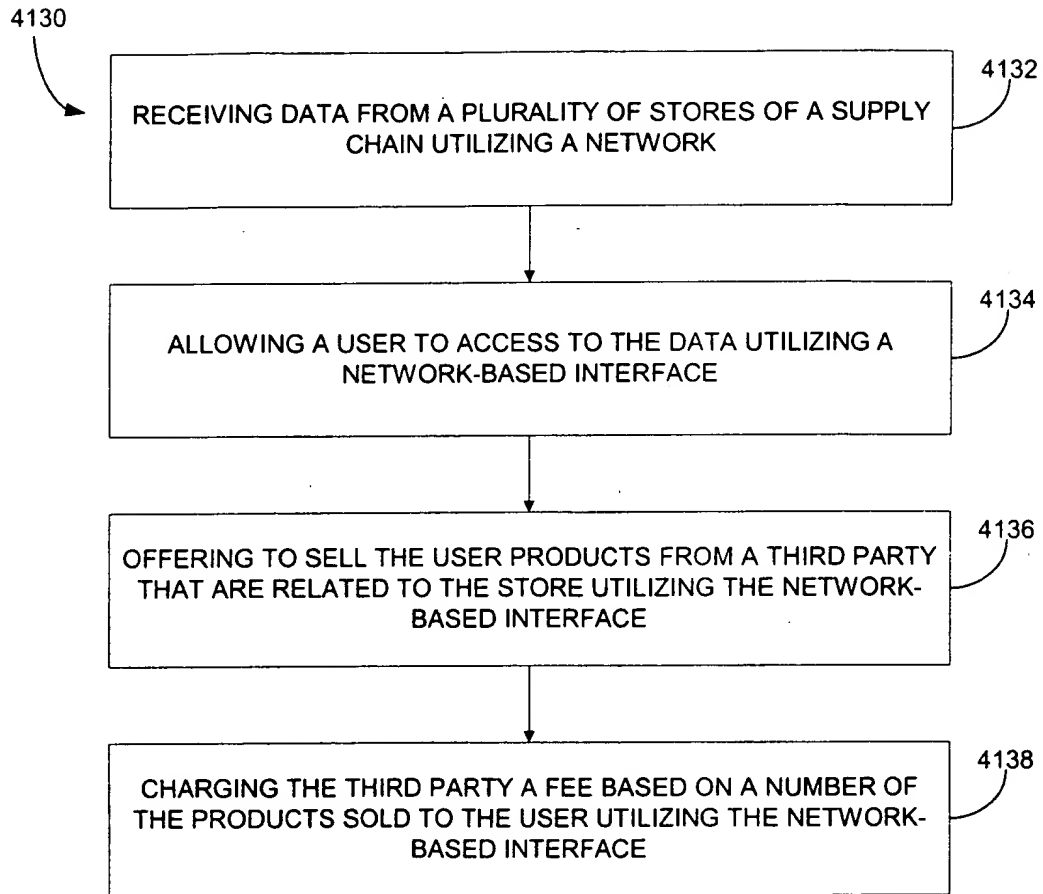 4130
4132
RECEIVING DATA FROM A PLURALITY OF STORES OF A SUPPLY
CHAIN UTILIZING A NETWORK
4134
ALLOWING A USER TO ACCESS TO THE DATA UTILIZING A
NETWORK-BASED INTERFACE
4136
OFFERING TO SELL THE USER PRODUCTS FROM A THIRD PARTY
THAT ARE RELATED TO THE STORE UTILIZING THE NETWORK-
BASED INTERFACE
4138
CHARGING THE THIRD PARTY A FEE BASED ON A NUMBER OF
THE PRODUCTS SOLD TO THE USER UTILIZING THE NETWORK-
BASED INTERFACE